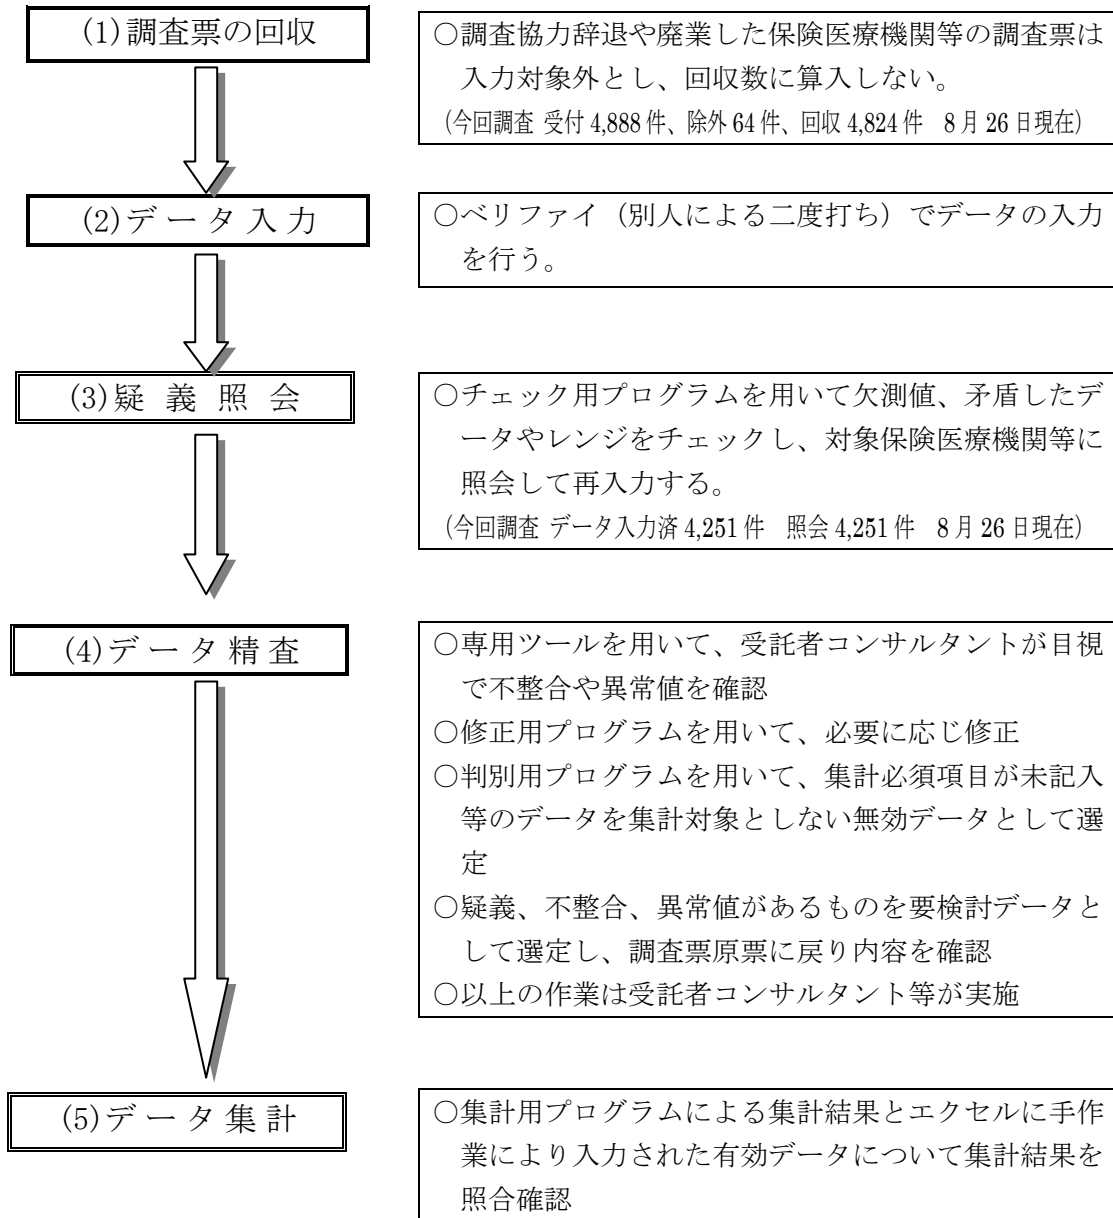 (1)調査票の回収
○調査協力辞退や廃業した保険医療機関等の調査票は
入力対象外とし、回収数に算入しない。
(今回調査 受付 4,888 件、除外 64 件、回収 4,824 件 8 月 26 日現在)
(2)データ入力
○ベリファイ（別人による二度打ち）でデータの入力
を行う。
(3)疑義照会
○チェック用プログラムを用いて欠測値、矛盾したデ
ータやレンジをチェックし、対象保険医療機関等に
照会して再入力する。
(今回調査 データ入力済 4,251 件 照会 4,251 件 8 月 26 日現在)
(4)データ精査
○専用ツールを用いて、受託者コンサルタントが目視
で不整合や異常値を確認
○修正用プログラムを用いて、必要に応じ修正
○判別用プログラムを用いて、集計必須項目が未記入
等のデータを集計対象としない無効データとして選
定
○疑義、不整合、異常値があるものを要検討データと
して選定し、調査票原票に戻り内容を確認
○以上の作業は受託者コンサルタント等が実施
(5)データ集計
○集計用プログラムによる集計結果とエクセルに手作
業により入力された有効データについて集計結果を
照合確認